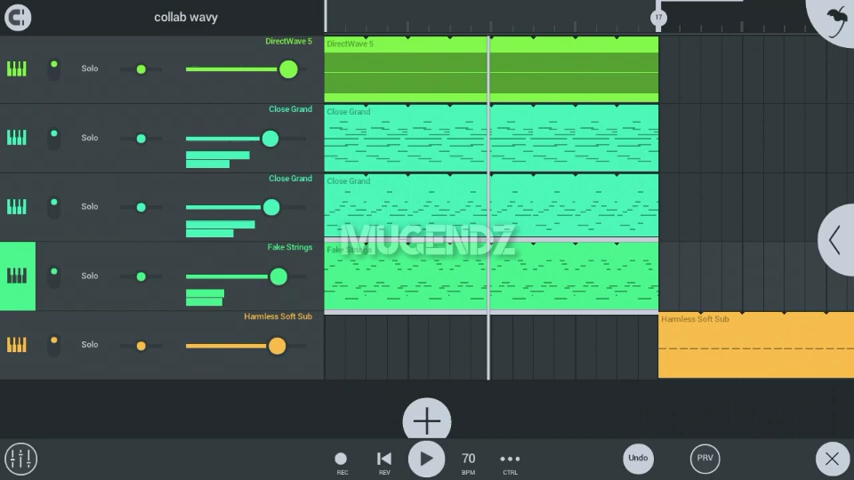 collab wavy
17
DirectWave 5
Solo
DirectWave 5
Close Grand
Solo
Close Grand
Close Grand
Solo
Close Grand
MUCENDZ
Fake Strings
Solo
Fake Strings
Harmless Soft Sub
Solo
Harmless Soft Sub
REC
REV
70
BPM
CTRL
Undo
PRV